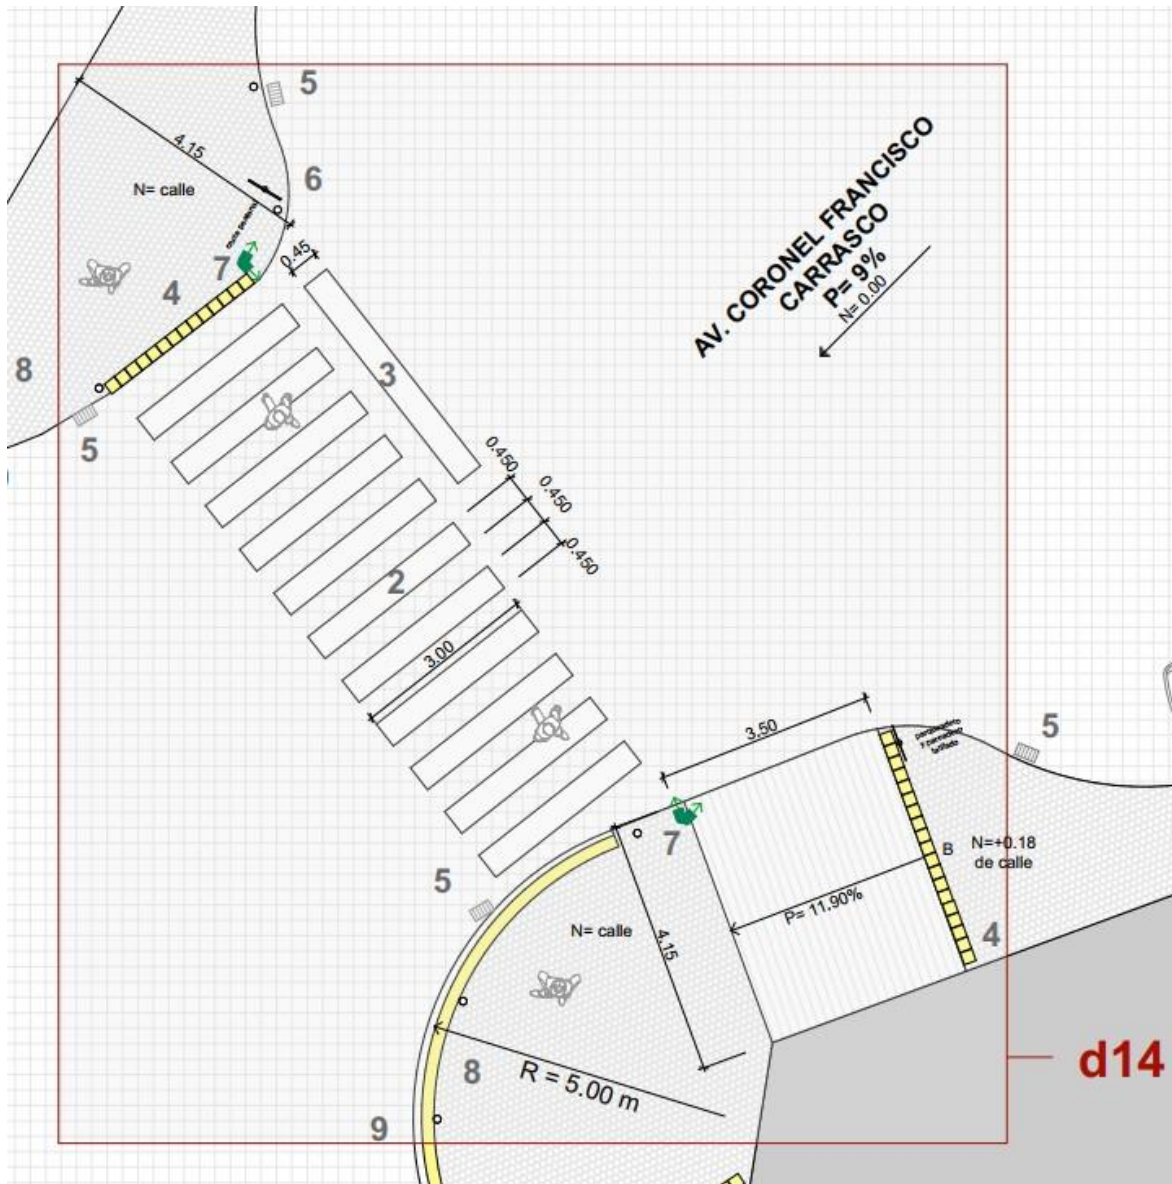 5
4.15
AV. CORONEL FRANCISCO
CARRASCO
P= 9%
N= 0.00
N= calle
6
7
0.45
4
3
8
5
0.450
0.450
0.450
2
3.00
3.50
5
7
B
N=+0.18
de calle
5
P= 11.90%
4
N= calle
4.15
d14
8
R = 5.00 m
9